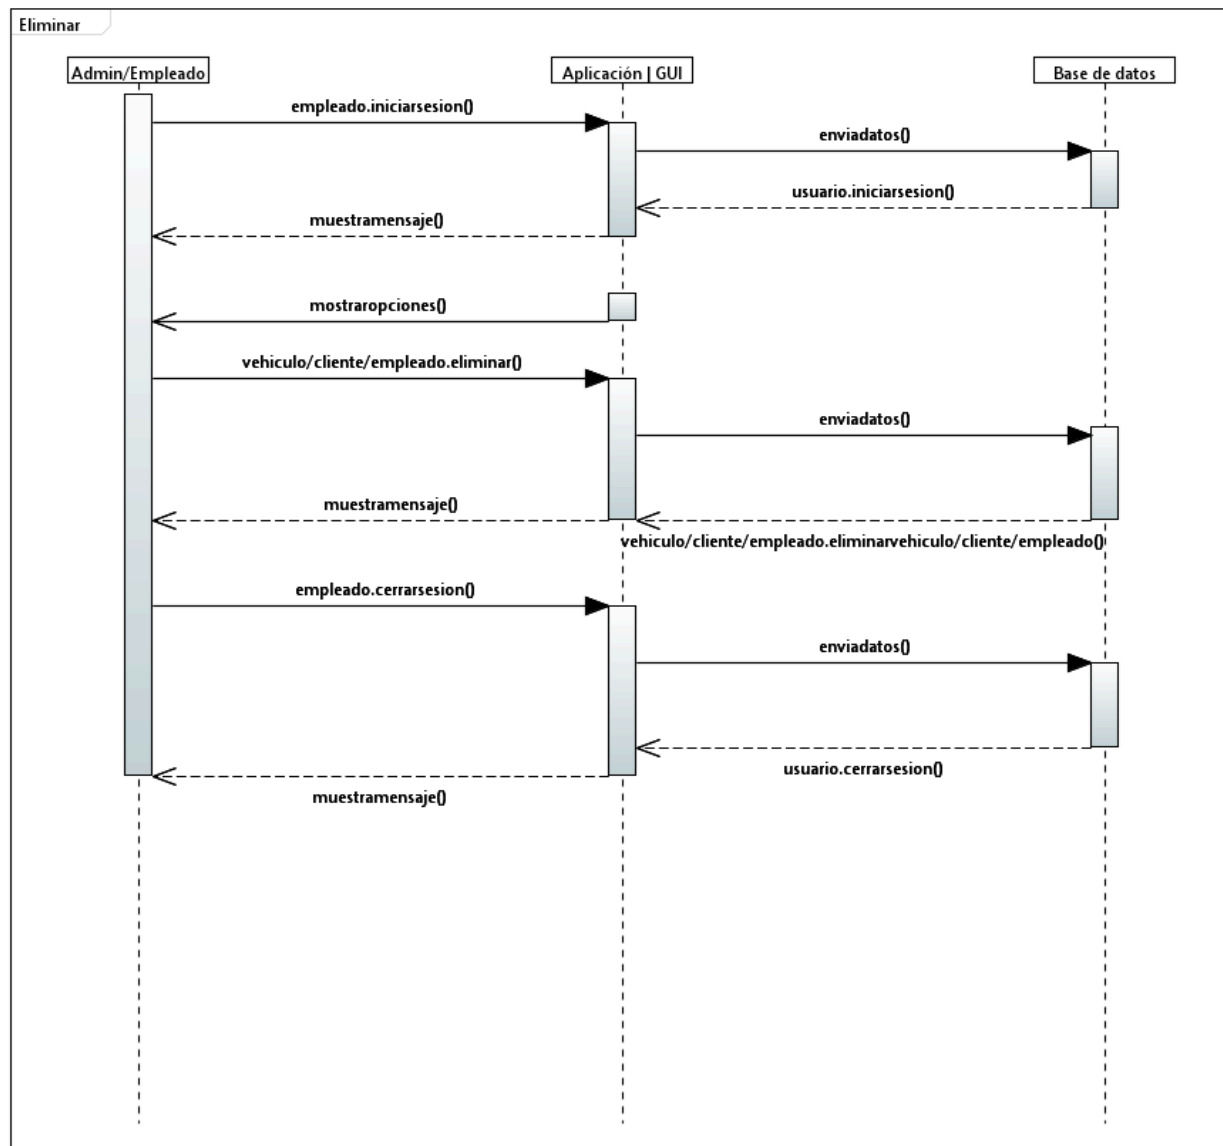 Eliminar
Admin/Empleado
Aplicación | GUI
Base de datos
empleado.iniciarsesion()
enviadatos()
usuario.iniciarsesion()
muestramensaje()
mostraropciones()
vehiculo/cliente/empleado.eliminar()
enviadatos()
muestramensaje()
vehiculo/cliente/empleado.eliminarvehiculo/cliente/empleado()
empleado.cerrarsesion()
enviadatos()
usuario.cerrarsesion()
muestramensaje()